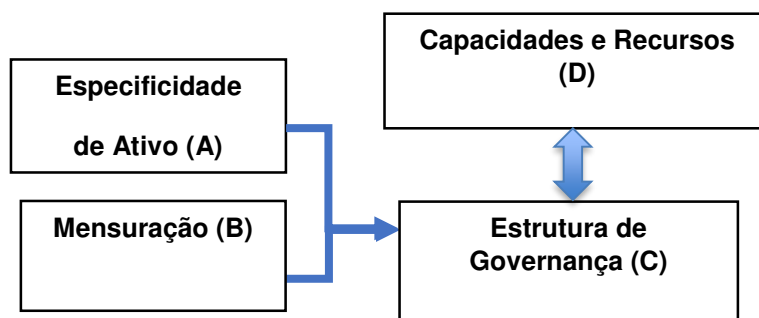 Especificidade
de Ativo (A)
Mensuração (B)
Capacidades e Recursos
(D)
Estrutura de
Governança (C)